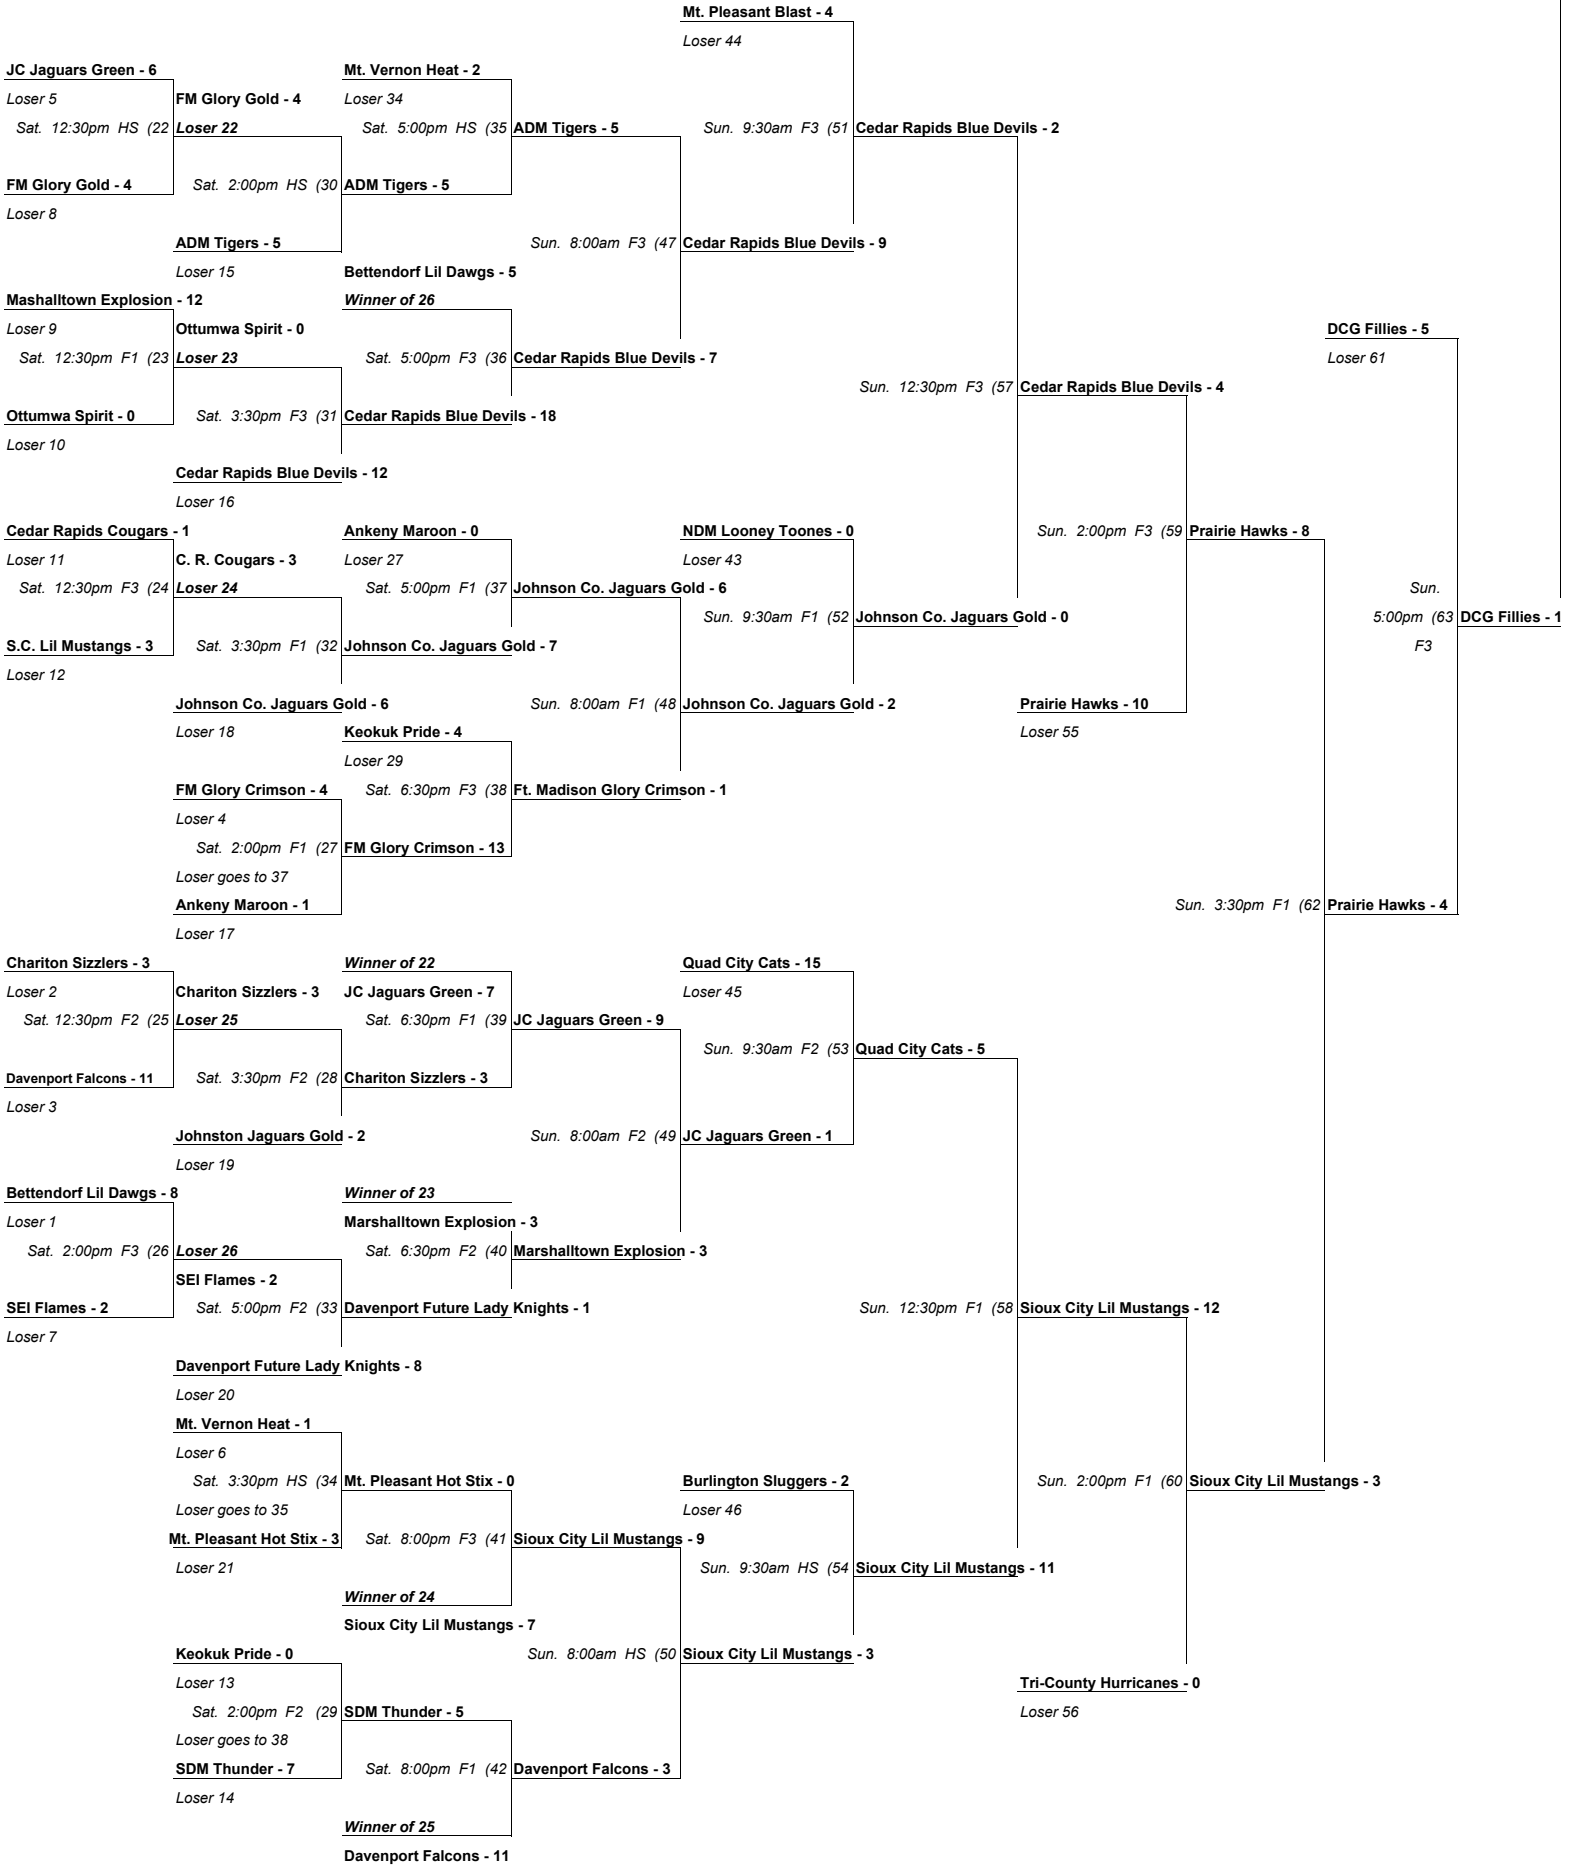 Mt. Pleasant Blast - 4
Loser 44
JC Jaguars Green - 6 Mt. Vernon Heat - 2
Loser 5 FM Glory Gold - 4 Loser 34
Sat. 12:30pm HS (22 Loser 22 Sat. 5:00pm HS (35 ADM Tigers - 5 Sun. 9:30am F3 (51 Cedar Rapids Blue Devils - 2
FM Glory Gold - 4 Sat. 2:00pm HS (30 ADM Tigers - 5
Loser 8
ADM Tigers - 5 Sun. 8:00am F3 (47 Cedar Rapids Blue Devils - 9
Loser 15 Bettendorf Lil Dawgs - 5
Mashalltown Explosion - 12 Winner of 26
Loser 9 Ottumwa Spirit - 0 DCG Fillies - 5
Sat. 12:30pm F1 (23 Loser 23 Sat. 5:00pm F3 (36 Cedar Rapids Blue Devils - 7 Loser 61
Sun. 12:30pm F3 (57 Cedar Rapids Blue Devils - 4
Ottumwa Spirit - 0 Sat. 3:30pm F3 (31 Cedar Rapids Blue Devils - 18
Loser 10
Cedar Rapids Blue Devils - 12
Loser 16
Cedar Rapids Cougars - 1 Ankeny Maroon - 0 NDM Looney Toones - 0 Sun. 2:00pm F3 (59 Prairie Hawks - 8
Loser 11 C. R. Cougars - 3 Loser 27 Loser 43
Sat. 12:30pm F3 (24 Loser 24 Sat. 5:00pm F1 (37 Johnson Co. Jaguars Gold - 6 Sun.
Sun. 9:30am F1 (52 Johnson Co. Jaguars Gold - 0 5:00pm (63 DCG Fillies - 1
S.C. Lil Mustangs - 3 Sat. 3:30pm F1 (32 Johnson Co. Jaguars Gold - 7 F3
Loser 12
Johnson Co. Jaguars Gold - 6 Sun. 8:00am F1 (48 Johnson Co. Jaguars Gold - 2 Prairie Hawks - 10
Loser 18 Keokuk Pride - 4 Loser 55
Loser 29
FM Glory Crimson - 4 Sat. 6:30pm F3 (38 Ft. Madison Glory Crimson - 1
Loser 4
Sat. 2:00pm F1 (27 FM Glory Crimson - 13
Loser goes to 37
Ankeny Maroon - 1 Sun. 3:30pm F1 (62 Prairie Hawks - 4
Loser 17
Chariton Sizzlers - 3 Winner of 22 Quad City Cats - 15
Loser 2 Chariton Sizzlers - 3 JC Jaguars Green - 7 Loser 45
Sat. 12:30pm F2 (25 Loser 25 Sat. 6:30pm F1 (39 JC Jaguars Green - 9
Sun. 9:30am F2 (53 Quad City Cats - 5
Davenport Falcons - 11 Sat. 3:30pm F2 (28 Chariton Sizzlers - 3
Loser 3
Johnston Jaguars Gold - 2 Sun. 8:00am F2 (49 JC Jaguars Green - 1
Loser 19
Bettendorf Lil Dawgs - 8 Winner of 23
Loser 1 Marshalltown Explosion - 3
Sat. 2:00pm F3 (26 Loser 26 Sat. 6:30pm F2 (40 Marshalltown Explosion - 3
SEI Flames - 2
SEI Flames - 2 Sat. 5:00pm F2 (33 Davenport Future Lady Knights - 1 Sun. 12:30pm F1 (58 Sioux City Lil Mustangs - 12
Loser 7
Davenport Future Lady Knights - 8
Loser 20
Mt. Vernon Heat - 1
Loser 6
Sat. 3:30pm HS (34 Mt. Pleasant Hot Stix - 0 Burlington Sluggers - 2 Sun. 2:00pm F1 (60 Sioux City Lil Mustangs - 3
Loser goes to 35 Loser 46
Mt. Pleasant Hot Stix - 3 Sat. 8:00pm F3 (41 Sioux City Lil Mustangs - 9
Loser 21 Sun. 9:30am HS (54 Sioux City Lil Mustangs - 11
Winner of 24
Sioux City Lil Mustangs - 7
Keokuk Pride - 0 Sun. 8:00am HS (50 Sioux City Lil Mustangs - 3
Loser 13 Tri-County Hurricanes - 0
Sat. 2:00pm F2 (29 SDM Thunder - 5 Loser 56
Loser goes to 38
SDM Thunder - 7 Sat. 8:00pm F1 (42 Davenport Falcons - 3
Loser 14
Winner of 25
Davenport Falcons - 11